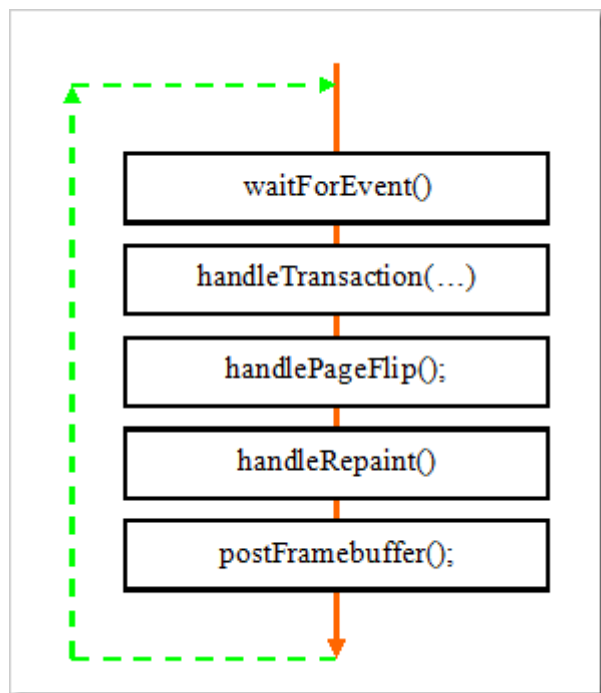 waitForEvent()
handleTransaction(…)
handlePageFlip();
handleRepaint()
postFramebuffer();